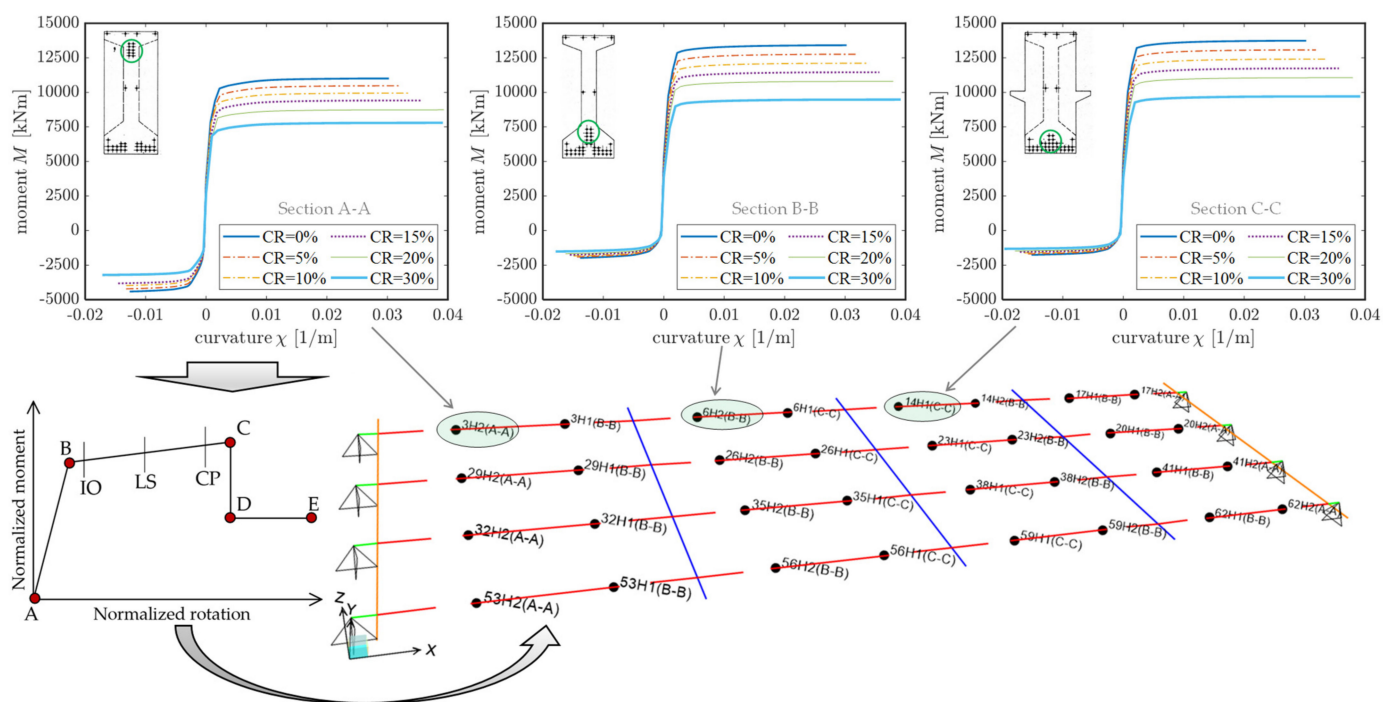 15000
12500
10000
7500
5000
2500
0
-2500
-5000
moment M [kNm]
Section A-A
CR=0%
CR=15%
CR=5%
CR=20%
CR=10%
CR=30%
-0.02
-0.01
0
0.01
0.02
0.03
0.04
curvature χ [1/m]
15000
12500
10000
7500
5000
2500
0
-2500
-5000
moment M [kNm]
Section B-B
CR=0%
CR=15%
CR=5%
CR=20%
CR=10%
CR=30%
-0.02
-0.01
0
0.01
0.02
0.03
0.04
curvature χ [1/m]
15000
12500
10000
7500
5000
2500
0
-2500
-5000
moment M [kNm]
Section C-C
CR=0%
CR=15%
CR=5%
CR=20%
CR=10%
CR=30%
-0.02
-0.01
0
0.01
0.02
0.03
0.04
curvature χ [1/m]
Normalized moment
B
C
IO
LS
CP
D
E
A
Normalized rotation
3H2(A-A)
3H1(B-B)
6H2(B-B)
6H1(C-C)
14H1(C-C)
14H2(B-B)
17H1(B-B)
17H2(A-A)
29H2(A-A)
29H1(B-B)
26H2(B-B)
26H1(C-C)
23H1(C-C)
23H2(B-B)
20H1(B-B)
20H2(A-A)
32H2(A-A)
32H1(B-B)
35H2(B-B)
35H1(C-C)
38H1(C-C)
38H2(B-B)
41H1(B-B)
41H2(A-A)
53H2(A-A)
53H1(B-B)
56H2(B-B)
56H1(C-C)
59H1(C-C)
59H2(B-B)
62H1(B-B)
62H2(A-A)
Z
Y
X